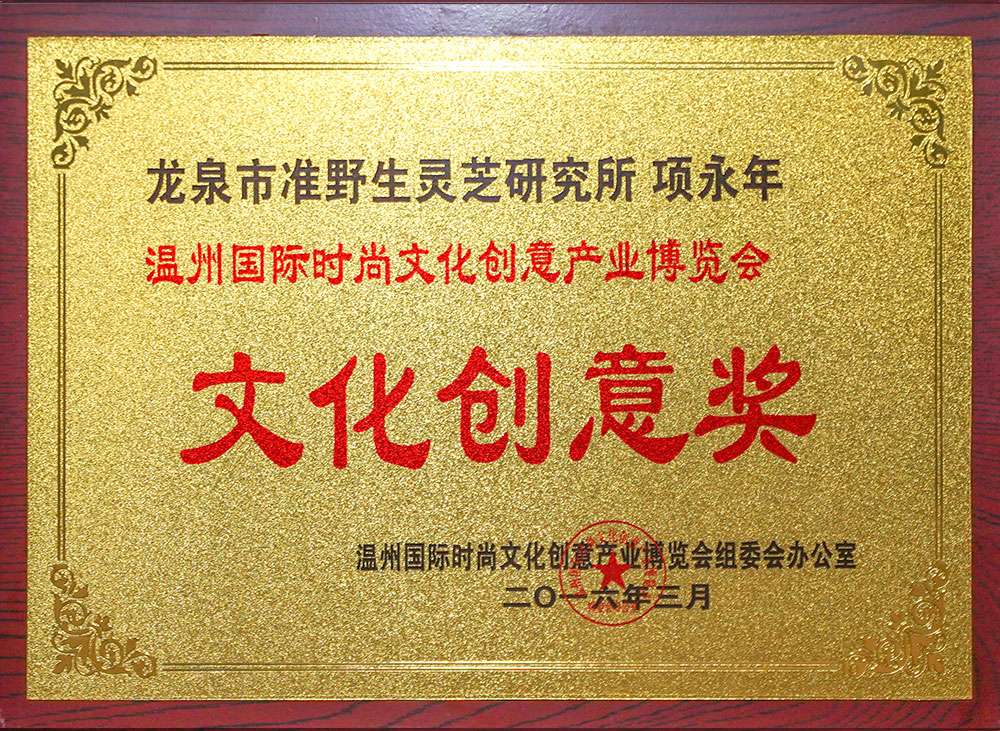 龙泉市准野生灵芝研究所 项永年
温州国际时尚文化创意产业博览会
文化创意奖
温州国际时尚文化创意产业博览会组委会办公室
二〇一六年三月